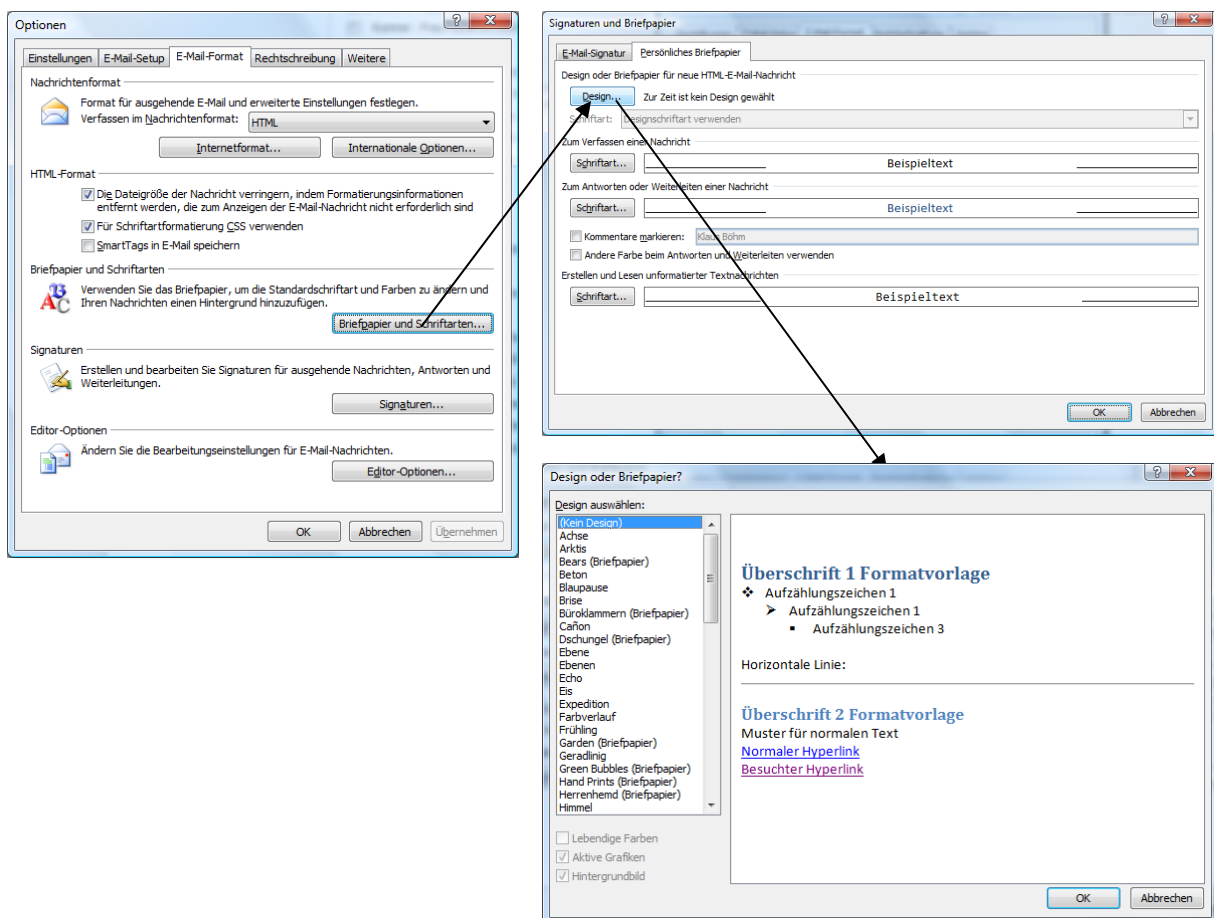 Optionen
Einstellungen E-Mail-Setup E-Mail-Format Rechtschreibung Weitere
Nachrichtenformat
Format für ausgehende E-Mail und erweiterte Einstellungen festlegen.
Verfassen im Nachrichtenformat: HTML
Internetformat... Internationale Optionen...
HTML-Format
Die Dateigröße der Nachricht verringern, indem Formatierungsinformationen
entfernt werden, die zum Anzeigen der E-Mail-Nachricht nicht erforderlich sind
Für Schriftartformatierung CSS verwenden
SmartTags in E-Mail speichern
Briefpapier und Schriftarten
Verwenden Sie das Briefpapier, um die Standardschriftart und Farben zu ändern und
Ihren Nachrichten einen Hintergrund hinzuzufügen.
Briefpapier und Schriftarten...
Signaturen
Erstellen und bearbeiten Sie Signaturen für ausgehende Nachrichten, Antworten und
Weiterleitungen.
Signaturen...
Editor-Optionen
Ändern Sie die Bearbeitungseinstellungen für E-Mail-Nachrichten.
Editor-Optionen...
OK Abbrechen Übernehmen
Signaturen und Briefpapier
E-Mail-Signatur Persönliches Briefpapier
Design oder Briefpapier für neue HTML-E-Mail-Nachricht
Design... Zur Zeit ist kein Design gewählt
Schriftart: Designschriftart verwenden
Zum Verfassen einer Nachricht
Schriftart... Beispieltext
Zum Antworten oder Weiterleiten einer Nachricht
Schriftart... Beispieltext
Kommentare markieren: Klaus Böhm
Andere Farbe beim Antworten und Weiterleiten verwenden
Erstellen und Lesen unformatierter Textnachrichten
Schriftart... Beispieltext
OK Abbrechen
Design oder Briefpapier?
Design auswählen:
(Kein Design)
Achse
Arktis
Bears (Briefpapier)
Beton
Blaupause
Brise
Büroklammern (Briefpapier)
Cañon
Dschungel (Briefpapier)
Ebene
Ebenen
Echo
Eis
Expedition
Farbverlauf
Frühling
Garden (Briefpapier)
Geradlinig
Green Bubbles (Briefpapier)
Hand Prints (Briefpapier)
Herrenhemd (Briefpapier)
Himmel
Lebendige Farben
Aktive Grafiken
Hintergrundbild
Überschrift 1 Formatvorlage
Aufzählungszeichen 1
Aufzählungszeichen 1
Aufzählungszeichen 3
Horizontale Linie:
Überschrift 2 Formatvorlage
Muster für normalen Text
Normaler Hyperlink
Besuchter Hyperlink
OK Abbrechen